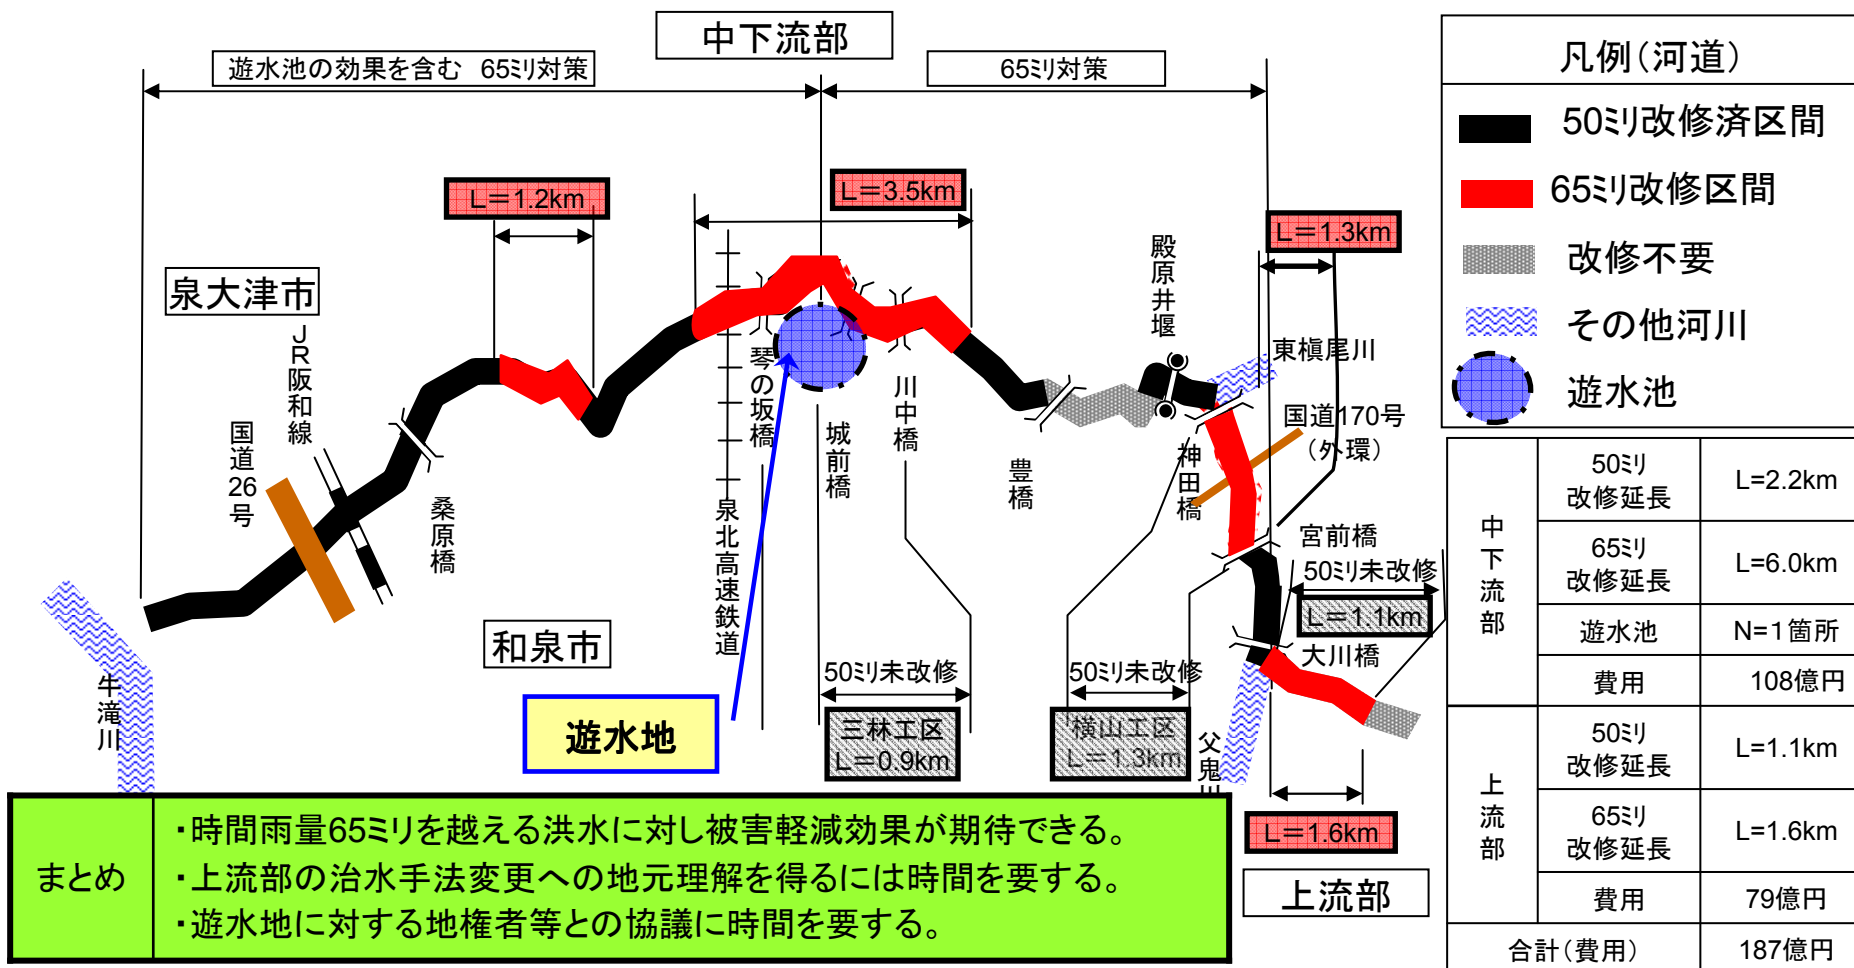 中下流部
遊水池の効果を含む 65ミリ対策
65ミリ対策
L=1.2km
L=3.5km
L=1.3km
泉大津市
JR阪和線
国道26号
桑原橋
琴の坂橋
泉北高速鉄道
城前橋
川中橋
豊橋
殿原井堰
東槇尾川
国道170号
(外環)
神田橋
宮前橋
50ミリ未改修
L=1.1km
大川橋
和泉市
牛滝川
遊水地
50ミリ未改修
三林工区
L=0.9km
50ミリ未改修
横山工区
L=1.3km
父鬼川
L=1.6km
上流部
凡例(河道)
50ミリ改修済区間
65ミリ改修区間
改修不要
その他河川
遊水池
中下流部
50ミリ
改修延長
L=2.2km
65ミリ
改修延長
L=6.0km
遊水池
N=1箇所
費用
108億円
上流部
50ミリ
改修延長
L=1.1km
65ミリ
改修延長
L=1.6km
費用
79億円
合計(費用)
187億円
まとめ
・時間雨量65ミリを越える洪水に対し被害軽減効果が期待できる。
・上流部の治水手法変更への地元理解を得るには時間を要する。
・遊水地に対する地権者等との協議に時間を要する。